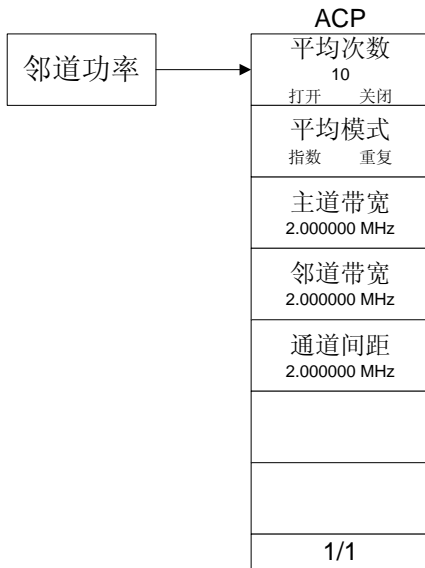 ACP
邻道功率
平均次数
10
打开 关闭
平均模式
指数 重复
主道带宽
2.000000 MHz
邻道带宽
2.000000 MHz
通道间距
2.000000 MHz
1/1